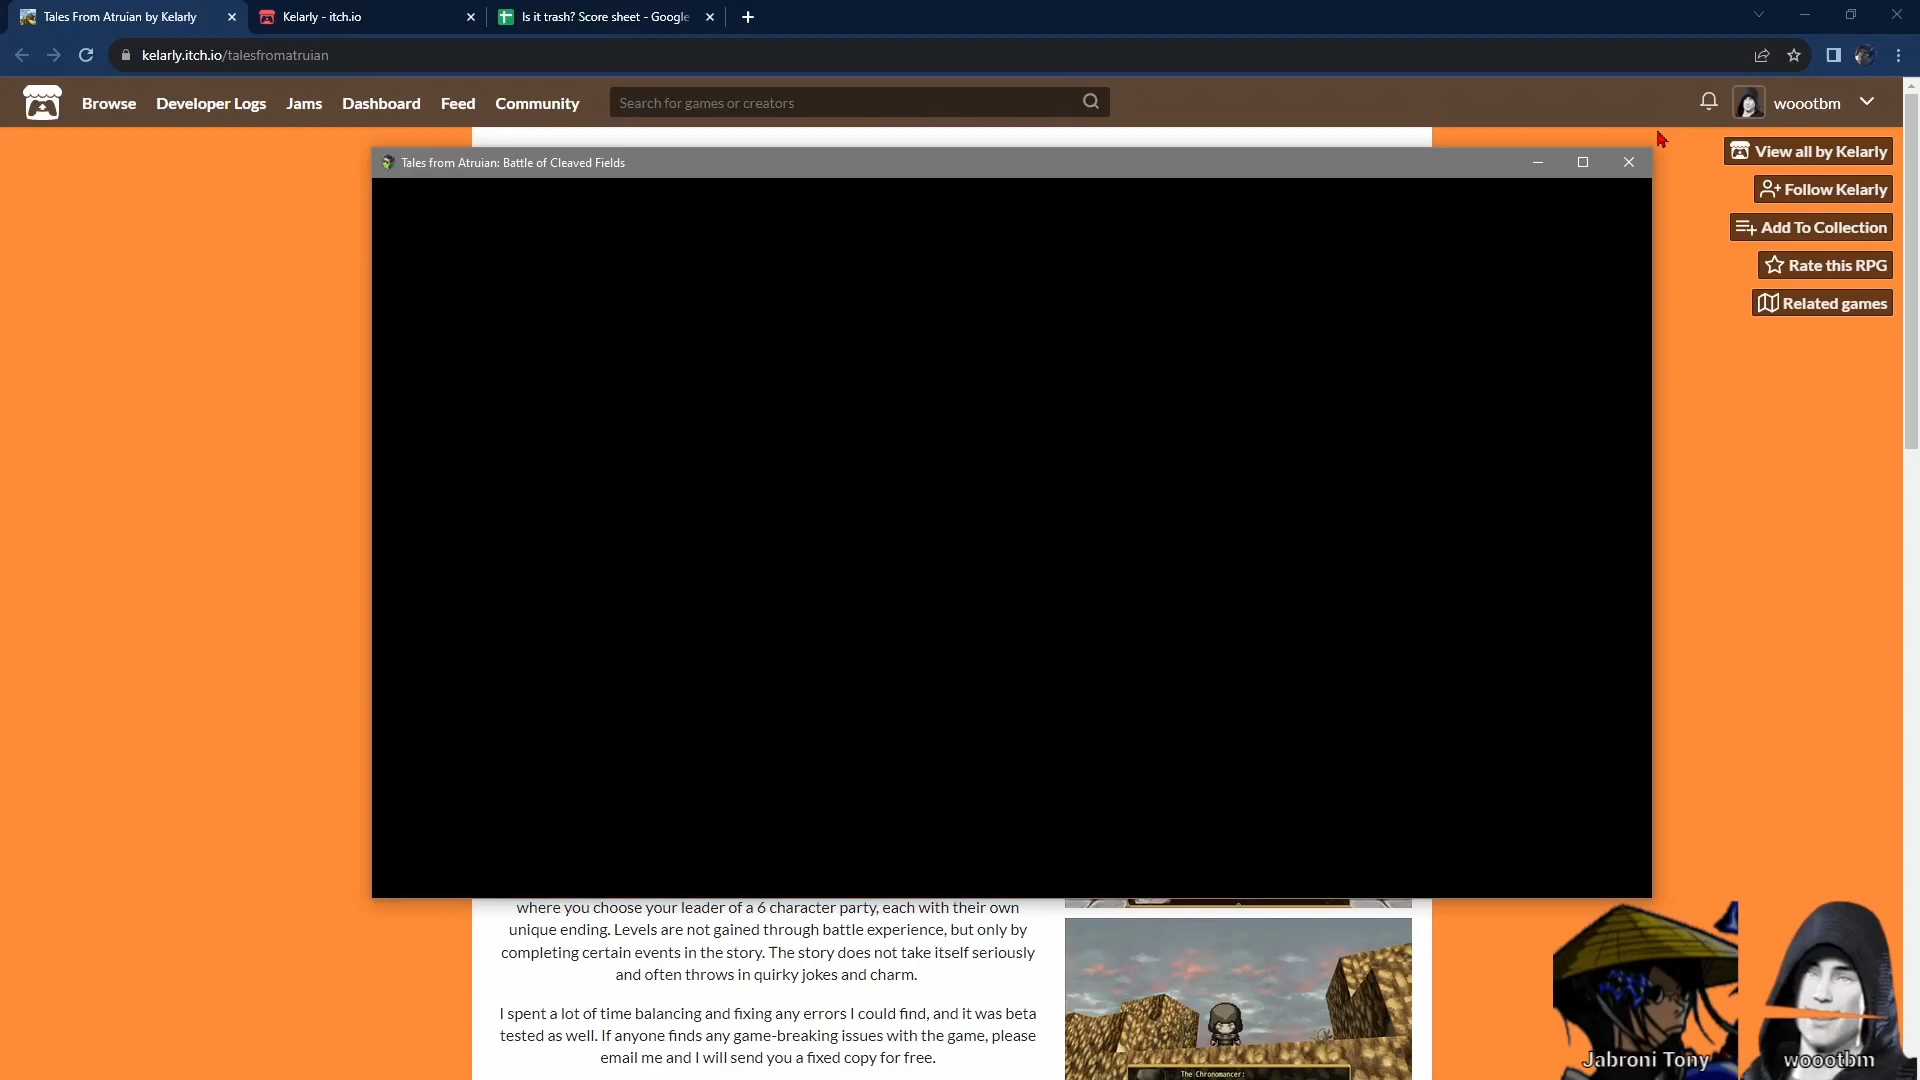 Tales From Atruian by Kelarly
Kelarly - itch.io
Is it trash? Score sheet - Google
kelarly.itch.io/talesfromatruian
Browse Developer Logs Jams Dashboard Feed Community Search for games or creators woootbm
View all by Kelarly
Follow Kelarly
Add To Collection
Rate this RPG
Related games
Tales from Atruian: Battle of Cleaved Fields
where you choose your leader of a 6 character party, each with their own
unique ending. Levels are not gained through battle experience, but only by
completing certain events in the story. The story does not take itself seriously
and often throws in quirky jokes and charm.
I spent a lot of time balancing and fixing any errors I could find, and it was beta
tested as well. If anyone finds any game-breaking issues with the game, please
email me and I will send you a fixed copy for free.
The Chronomancer:
Jabroni Tony
woootbm